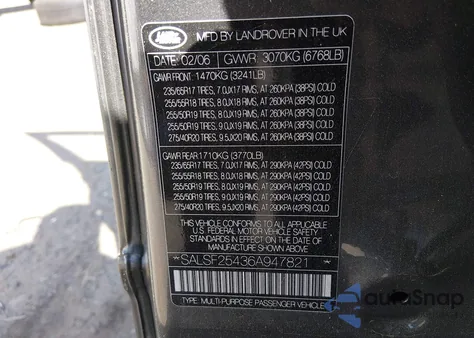 LAND ROVER
MFD BY LANDROVER IN THE UK
DATE: 02/06 GVWR 3070KG (6768LB)
GAWR FRONT 1470KG (3241LB)
235/65R17 TIRES, 7.0JX17 RIMS, AT 260KPA (38PSI) COLD
255/55R18 TIRES, 8.0JX18 RIMS, AT 260KPA (38PSI) COLD
255/50R19 TIRES, 8.0JX19 RIMS, AT 260KPA (38PSI) COLD
255/50R19 TIRES, 9.0JX19 RIMS, AT 260KPA (38PSI) COLD
275/40R20 TIRES, 9.5JX20 RIMS, AT 260KPA (38PSI) COLD
GAWR REAR 1710KG (3770LB)
235/65R17 TIRES, 7.0JX17 RIMS, AT 290KPA (42PSI) COLD
255/55R18 TIRES, 8.0JX18 RIMS, AT 290KPA (42PSI) COLD
255/50R19 TIRES, 8.0JX19 RIMS, AT 290KPA (42PSI) COLD
255/50R19 TIRES, 9.0JX19 RIMS, AT 290KPA (42PSI) COLD
275/40R20 TIRES, 9.5JX20 RIMS, AT 290KPA (42PSI) COLD
THIS VEHICLE CONFORMS TO ALL APPLICABLE
U.S. FEDERAL MOTOR VEHICLE SAFETY
STANDARDS IN EFFECT ON THE DATE OF
MANUFACTURE SHOWN ABOVE.
*SALSF25436A947821 *
TYPE: MULTI-PURPOSE PASSENGER VEHICLE
autoSnap